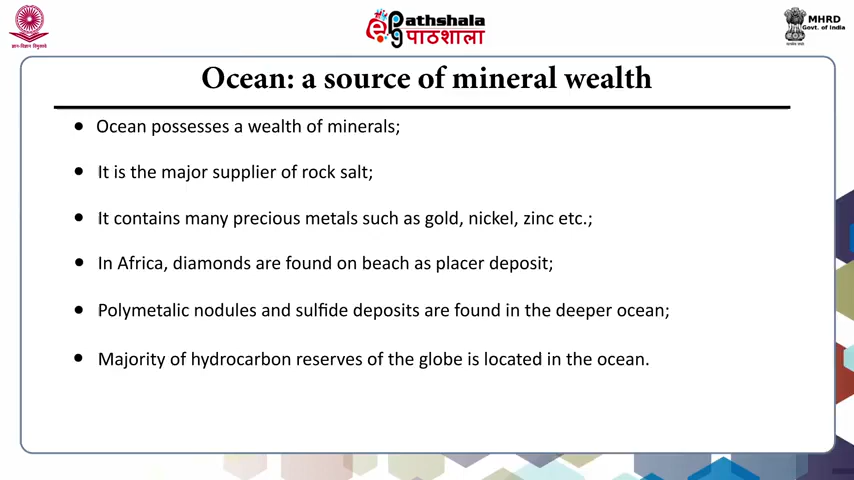 ज्ञान-विज्ञान विमुक्तये
ePathshala
पाठशाला
MHRD
Govt. of India
Ocean: a source of mineral wealth
• Ocean possesses a wealth of minerals;
• It is the major supplier of rock salt;
• It contains many precious metals such as gold, nickel, zinc etc.;
• In Africa, diamonds are found on beach as placer deposit;
• Polymetalic nodules and sulfide deposits are found in the deeper ocean;
• Majority of hydrocarbon reserves of the globe is located in the ocean.